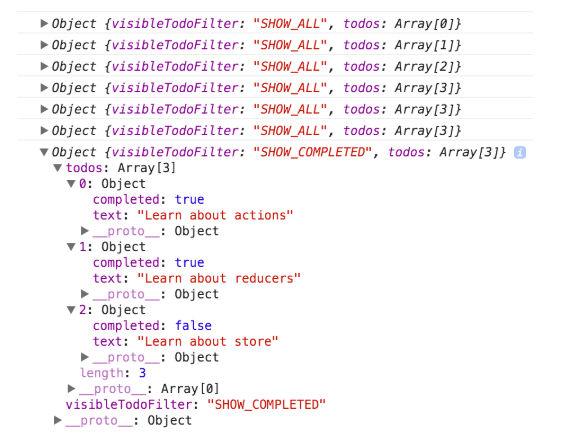 ▶Object {visibleTodoFilter: "SHOW_ALL", todos: Array[0]}
▶Object {visibleTodoFilter: "SHOW_ALL", todos: Array[1]}
▶Object {visibleTodoFilter: "SHOW_ALL", todos: Array[2]}
▶Object {visibleTodoFilter: "SHOW_ALL", todos: Array[3]}
▶Object {visibleTodoFilter: "SHOW_ALL", todos: Array[3]}
▶Object {visibleTodoFilter: "SHOW_ALL", todos: Array[3]}
▼Object {visibleTodoFilter: "SHOW_COMPLETED", todos: Array[3]} i
▼todos: Array[3]
▼0: Object
completed: true
text: "Learn about actions"
▶__proto__: Object
▼1: Object
completed: true
text: "Learn about reducers"
▶__proto__: Object
▼2: Object
completed: false
text: "Learn about store"
▶__proto__: Object
length: 3
▶__proto__: Array[0]
visibleTodoFilter: "SHOW_COMPLETED"
▶__proto__: Object